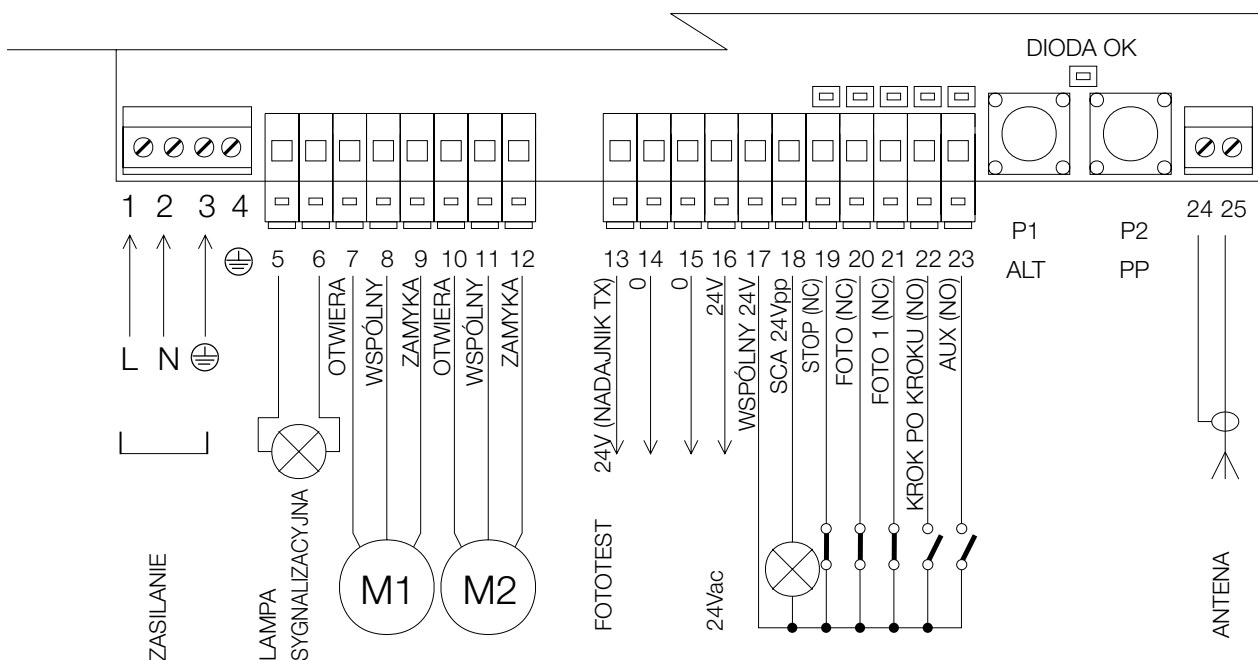 DIODA OK
1 2 3 4
24 25
P1 P2
ALT PP
5 6 7 8 9 10 11 12
13 14 15 16 17 18 19 20 21 22 23
L N
OTWIERA
WSPÓLNY
ZAMYKA
OTWIERA
WSPÓLNY
ZAMYKA
24V (NADAJNIK TX)
0
0
24V
WSPÓLNY 24V
SCA 24Vpp
STOP (NC)
FOTO (NC)
FOTO 1 (NC)
KROK PO KROKU (NO)
AUX (NO)
M1 M2
ZASILANIE
LAMPA
SYGNALIZACYJNA
FOTOTEST
24Vac
ANTENA